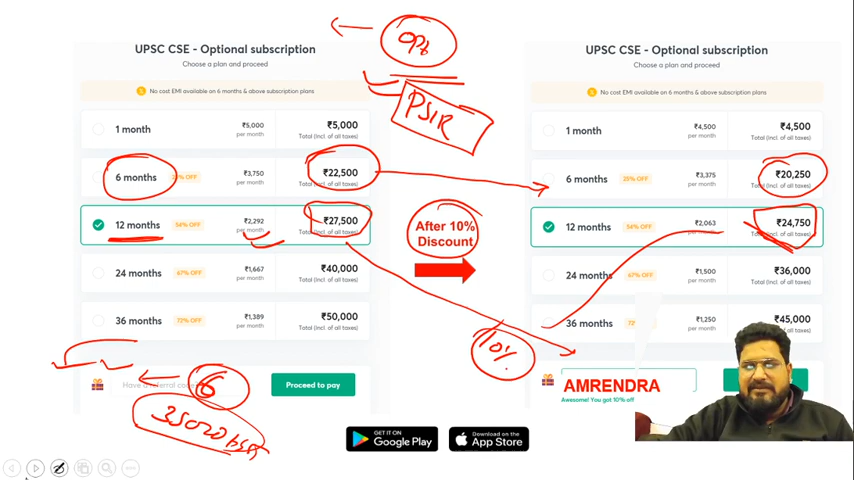 UPSC CSE - Optional subscription
Choose a plan and proceed
No cost EMI available on 6 months & above subscription plans
1 month
₹5,000
per month
₹5,000
Total (Incl. of all taxes)
6 months
₹3,750
per month
₹22,500
Total (Incl. of all taxes)
12 months
54% OFF
₹2,292
per month
₹27,500
Total (Incl. of all taxes)
24 months
67% OFF
₹1,667
per month
₹40,000
Total (Incl. of all taxes)
36 months
72% OFF
₹1,389
per month
₹50,000
Total (Incl. of all taxes)
Have a referral code
Proceed to pay
6
PSIR
After 10%
Discount
10%
UPSC CSE - Optional subscription
Choose a plan and proceed
No cost EMI available on 6 months & above subscription plans
1 month
₹4,500
per month
₹4,500
Total (Incl. of all taxes)
6 months
25% OFF
₹3,375
per month
₹20,250
Total (Incl. of all taxes)
12 months
54% OFF
₹2,063
per month
₹24,750
Total (Incl. of all taxes)
24 months
67% OFF
₹1,500
per month
₹36,000
Total (Incl. of all taxes)
36 months
₹1,250
per month
₹45,000
Total (Incl. of all taxes)
AMRENDRA
Awesome! You got 10% off
GET IT ON
Google Play
Download on the
App Store